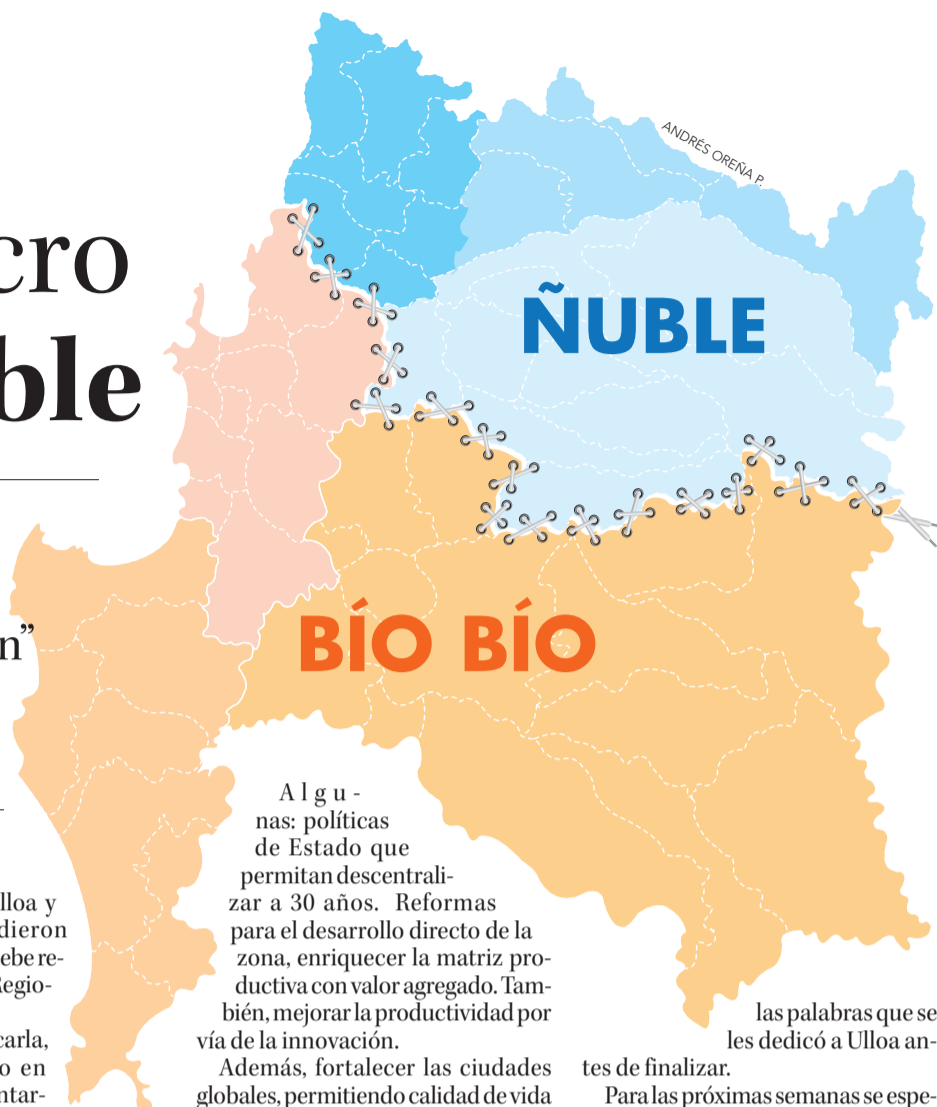 cro
ble
n”
ANDRÉS OREÑA P.
ÑUBLE
BÍO BÍO
lloa y
dieron
ebe re-
Regio-
carla,
o en
ntar-
Algu-
nas: políticas
de Estado que
permitan descentrali-
zar a 30 años. Reformas
para el desarrollo directo de la
zona, enriquecer la matriz pro-
ductiva con valor agregado. Tam-
bién, mejorar la productividad por
vía de la innovación.
Además, fortalecer las ciudades
globales, permitiendo calidad de vida
las palabras que se
les dedicó a Ulloa an-
tes de finalizar.
Para las próximas semanas se espe-